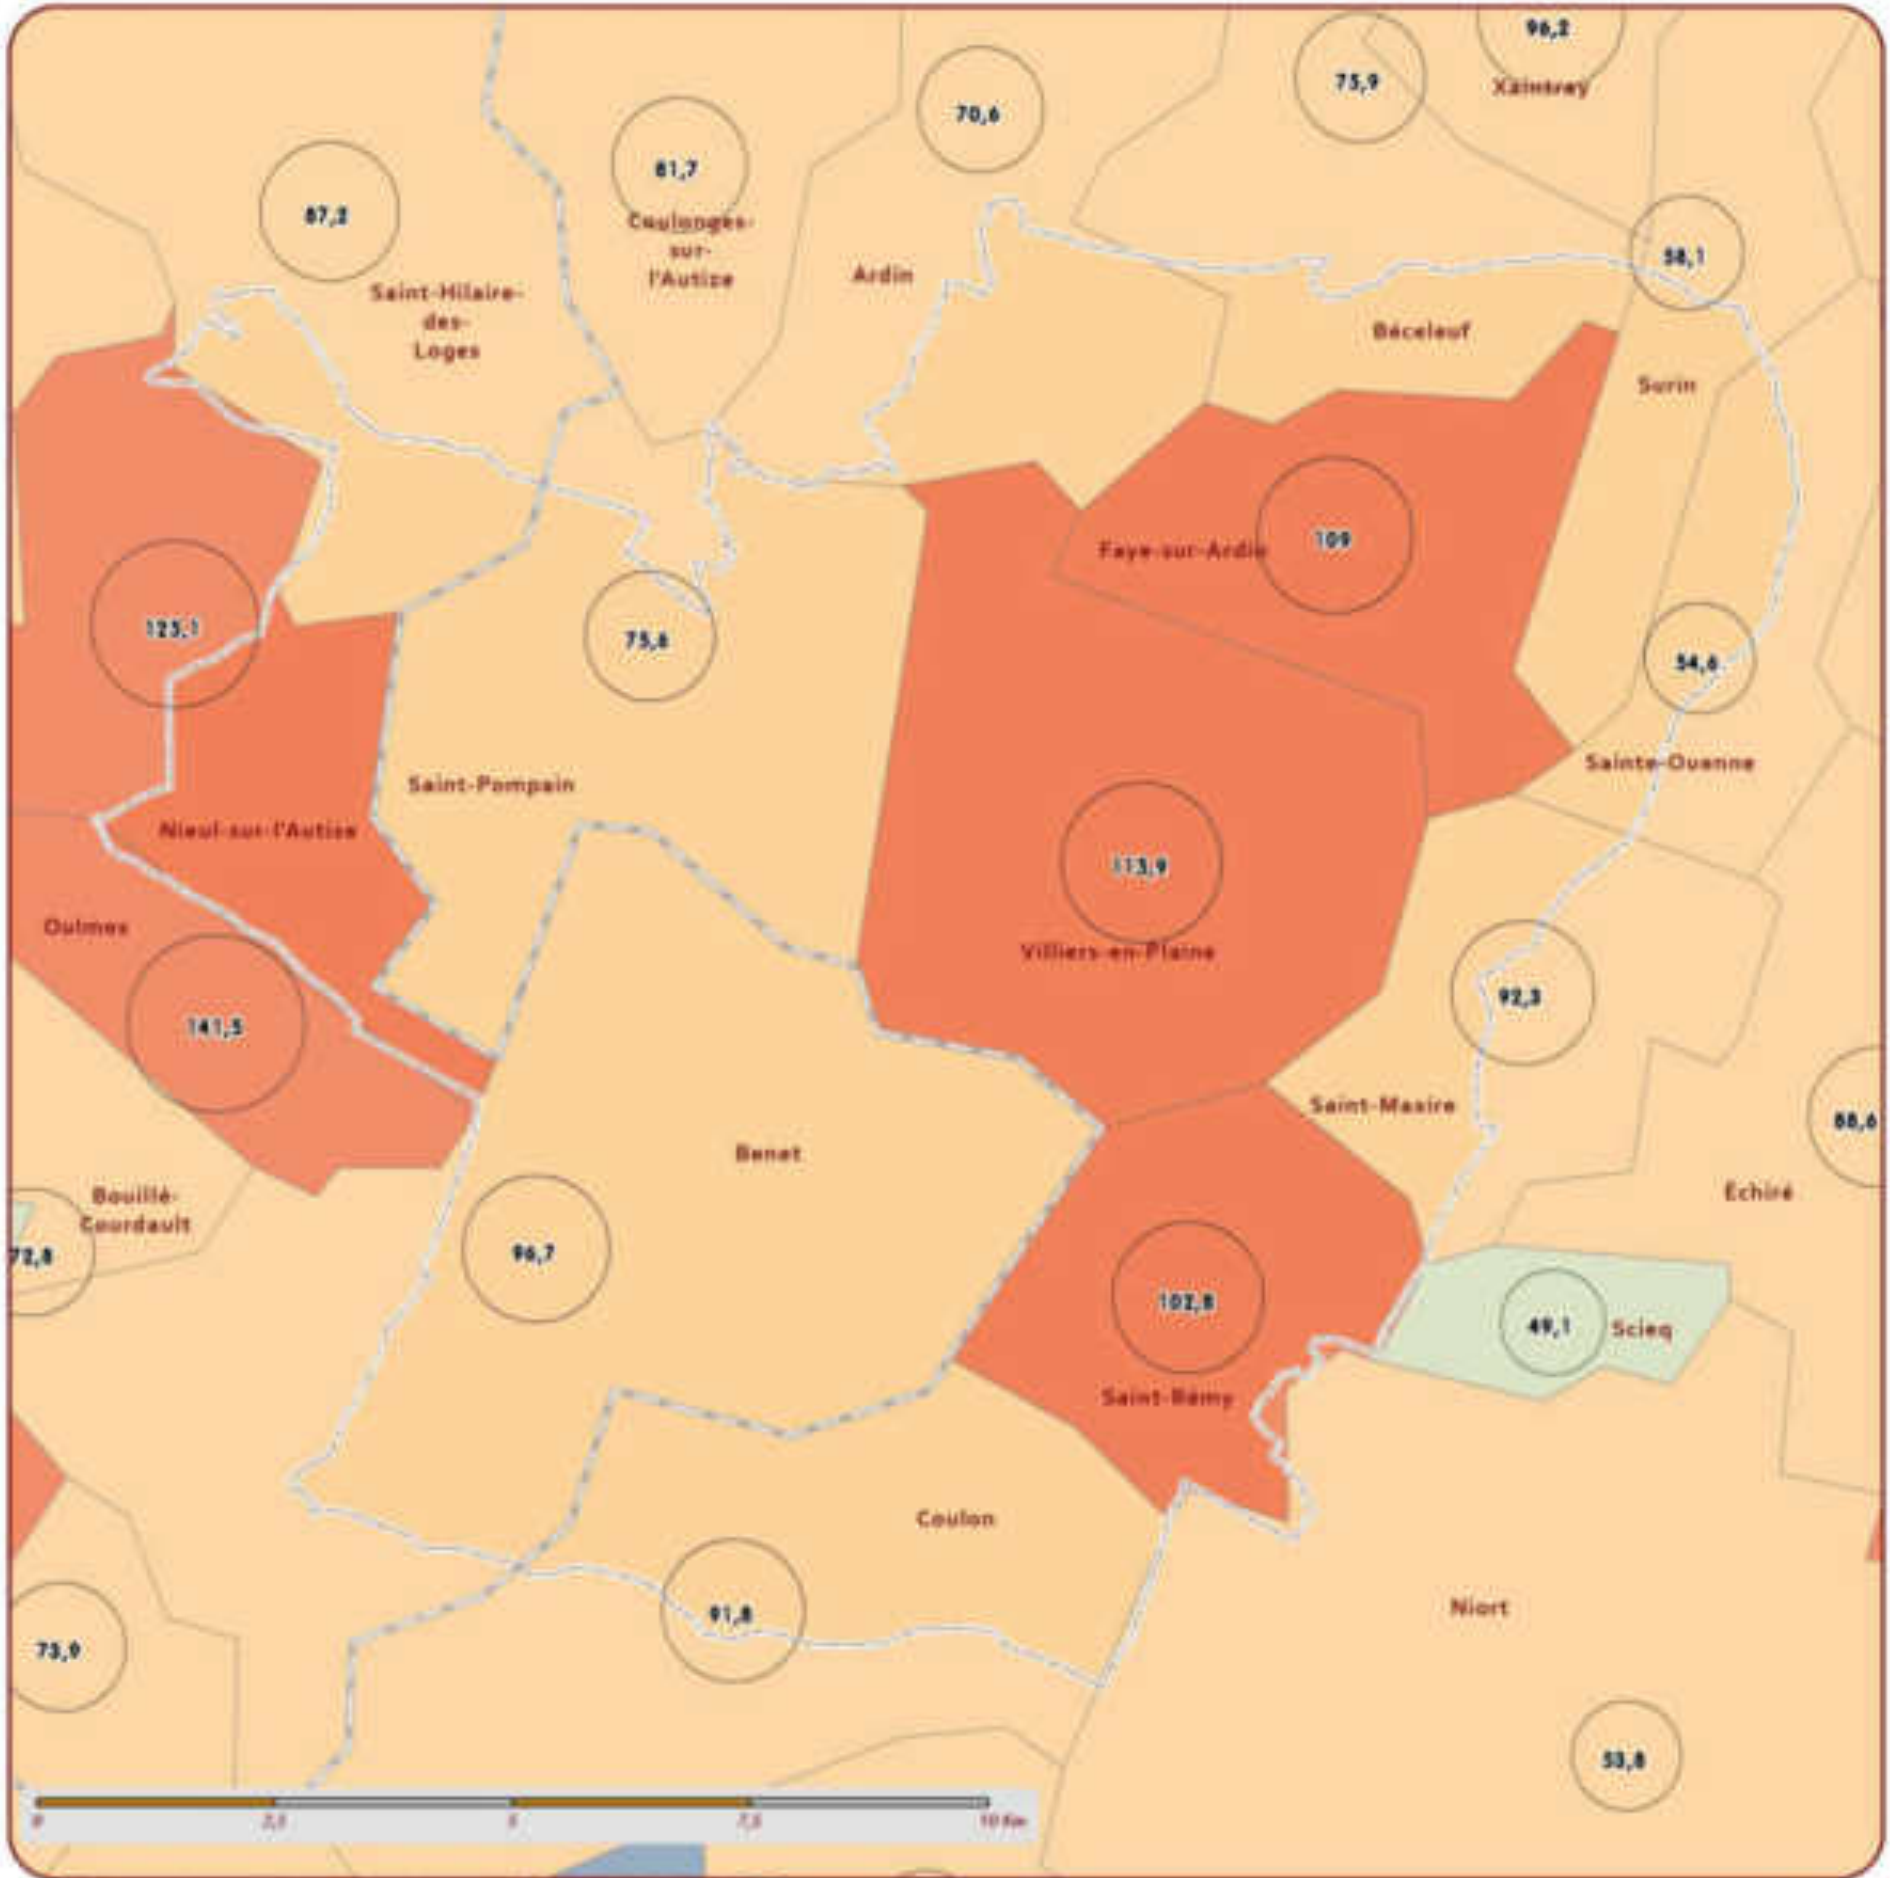 96,2
75,9
Xaintray
70,6
81,7
Coulonges-
sur-
l'Autize
87,2
58,1
Ardin
Saint-Hilaire-
des-
Loges
Béceleuf
Surin
109
Faye-sur-Ardin
75,6
54,6
Sainte-Ouenne
Saint-Pompain
Nieul-sur-l'Autise
113,9
Villiers-en-Plaine
Oulmes
92,3
141,5
Saint-Maxire
88,6
Benet
Échiré
Bouillé-
Courdault
72,8
96,7
102,8
49,1
Sciecq
Saint-Rémy
Coulon
Niort
91,8
73,9
53,8
0
2,5
5
7,5
10 Km